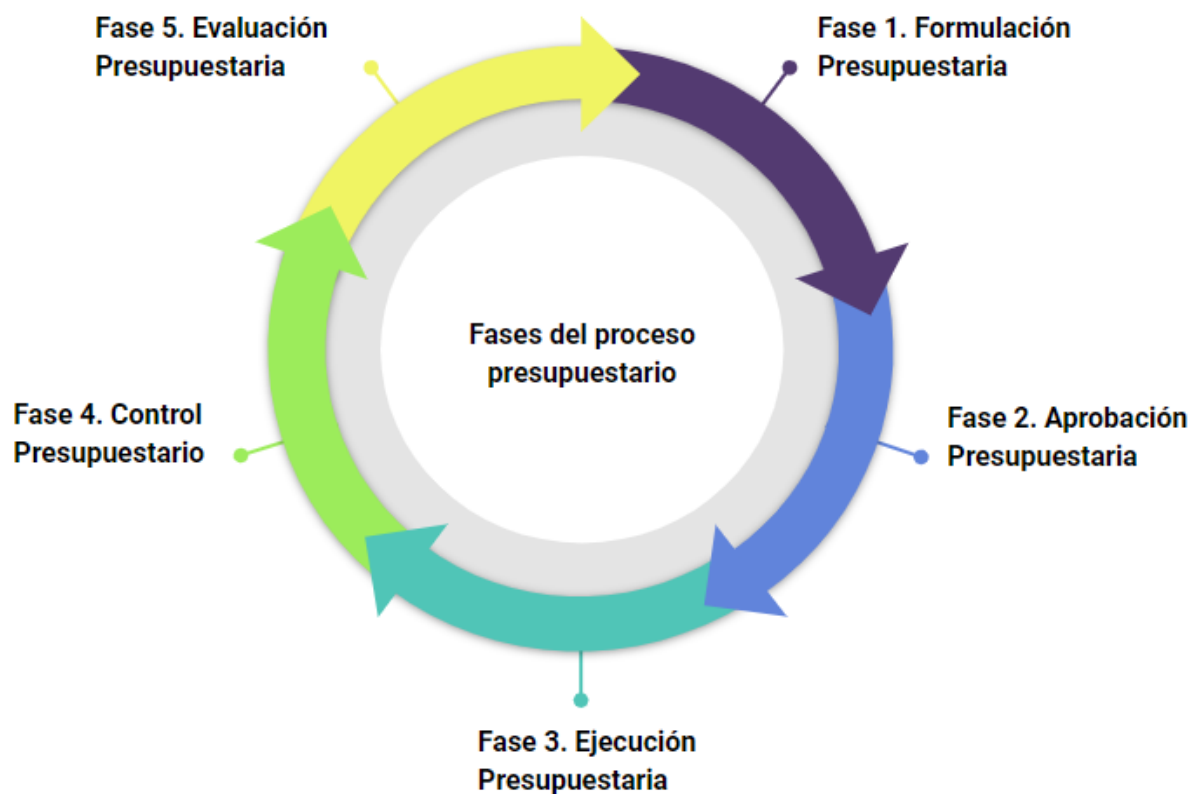 Fase 5. Evaluación
Presupuestaria
Fase 1. Formulación
Presupuestaria
Fases del proceso
presupuestario
Fase 4. Control
Presupuestario
Fase 2. Aprobación
Presupuestaria
Fase 3. Ejecución
Presupuestaria